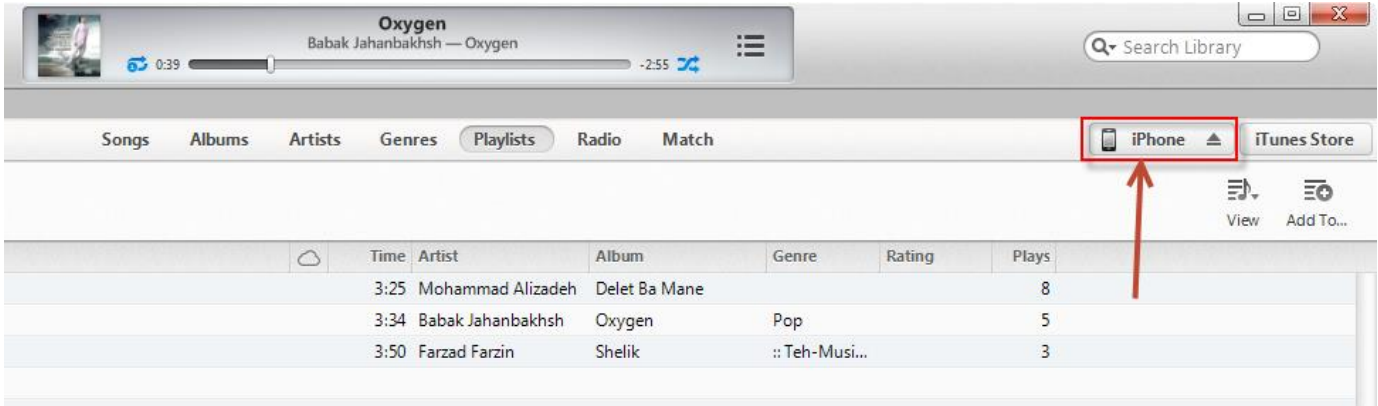 Oxygen
Babak Jahanbakhsh — Oxygen
0:39 -2:55
Search Library
Songs Albums Artists Genres Playlists Radio Match iPhone iTunes Store
View Add To...
Time Artist Album Genre Rating Plays
3:25 Mohammad Alizadeh Delet Ba Mane 8
3:34 Babak Jahanbakhsh Oxygen Pop 5
3:50 Farzad Farzin Shelik :: Teh-Musi... 3